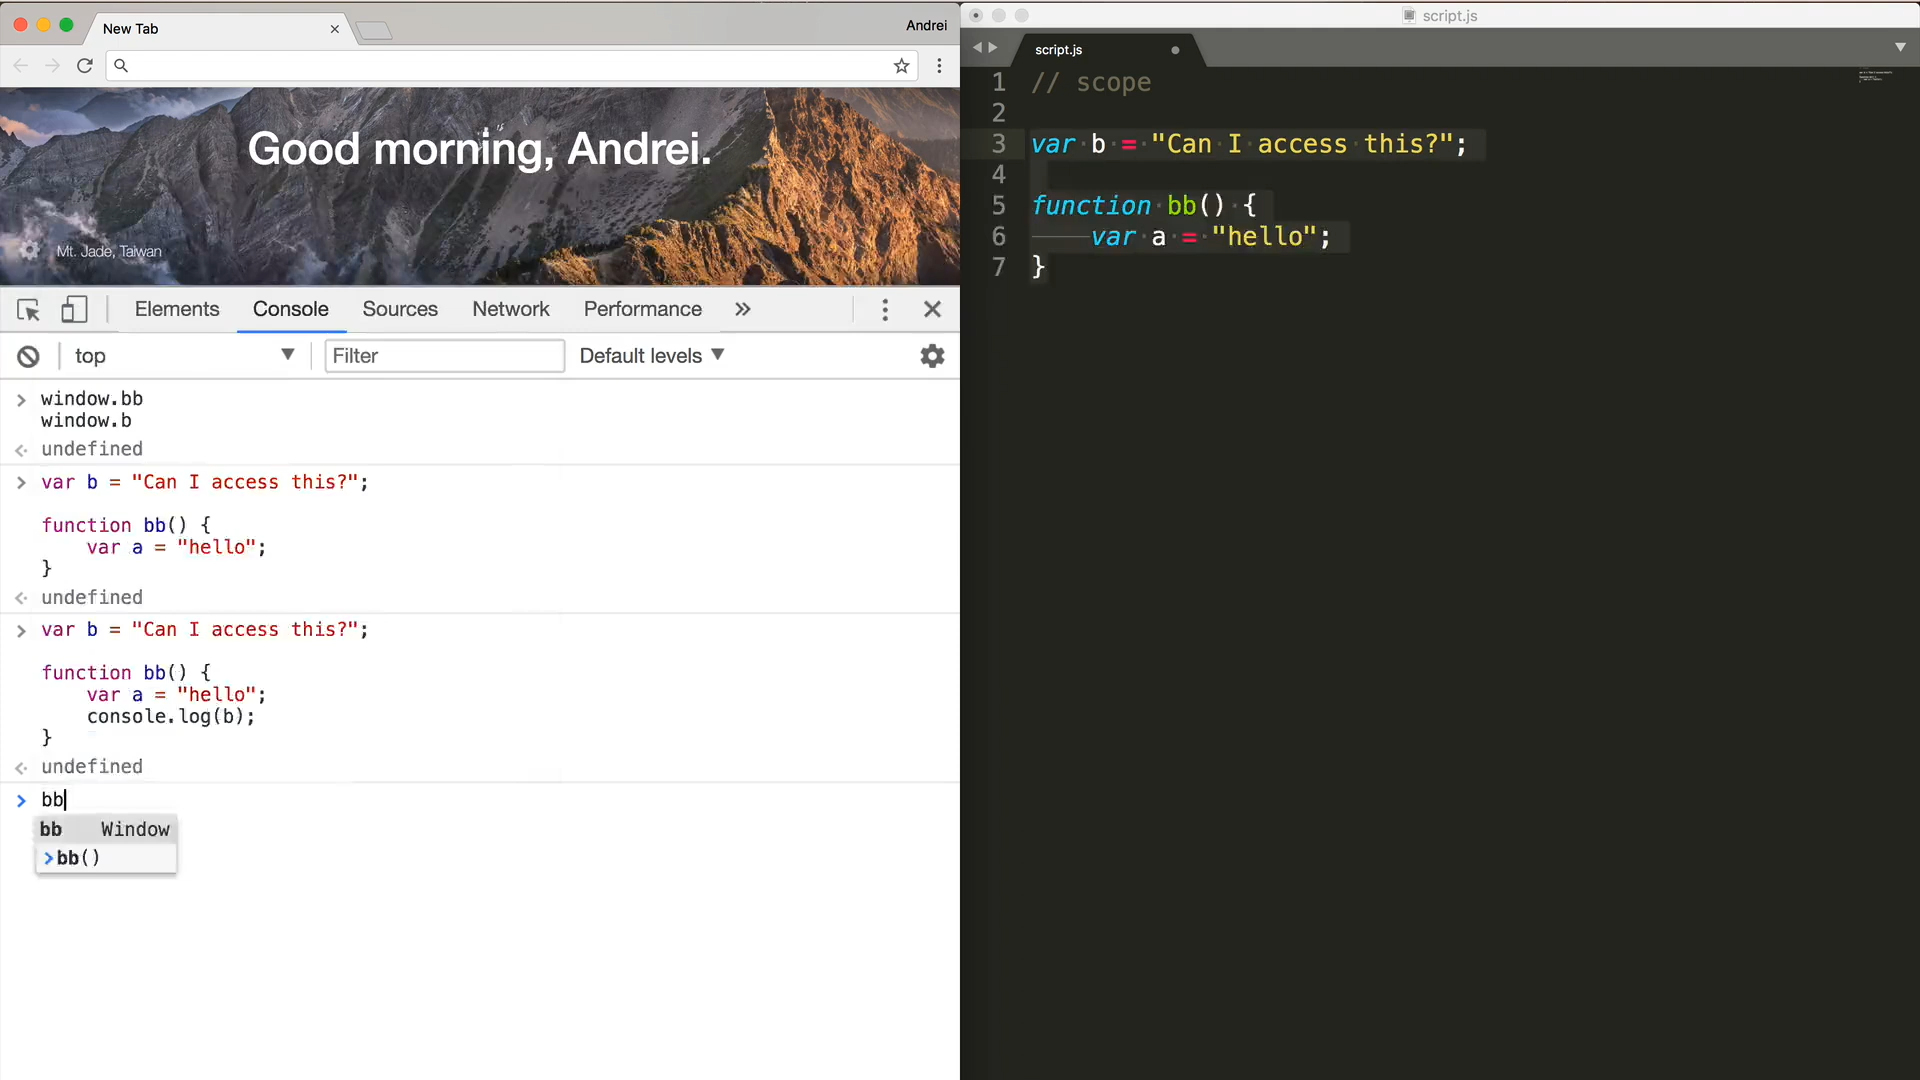 New Tab
Andrei
Good morning, Andrei.
Mt. Jade, Taiwan
Elements Console Sources Network Performance »
top Filter Default levels
window.bb
window.b
undefined
var b = "Can I access this?";
function bb() {
var a = "hello";
}
undefined
var b = "Can I access this?";
function bb() {
var a = "hello";
console.log(b);
}
undefined
bb
bb Window
bb()
script.js
script.js
1 // scope
2
3 var b = "Can I access this?";
4
5 function bb() {
6 var a = "hello";
7 }